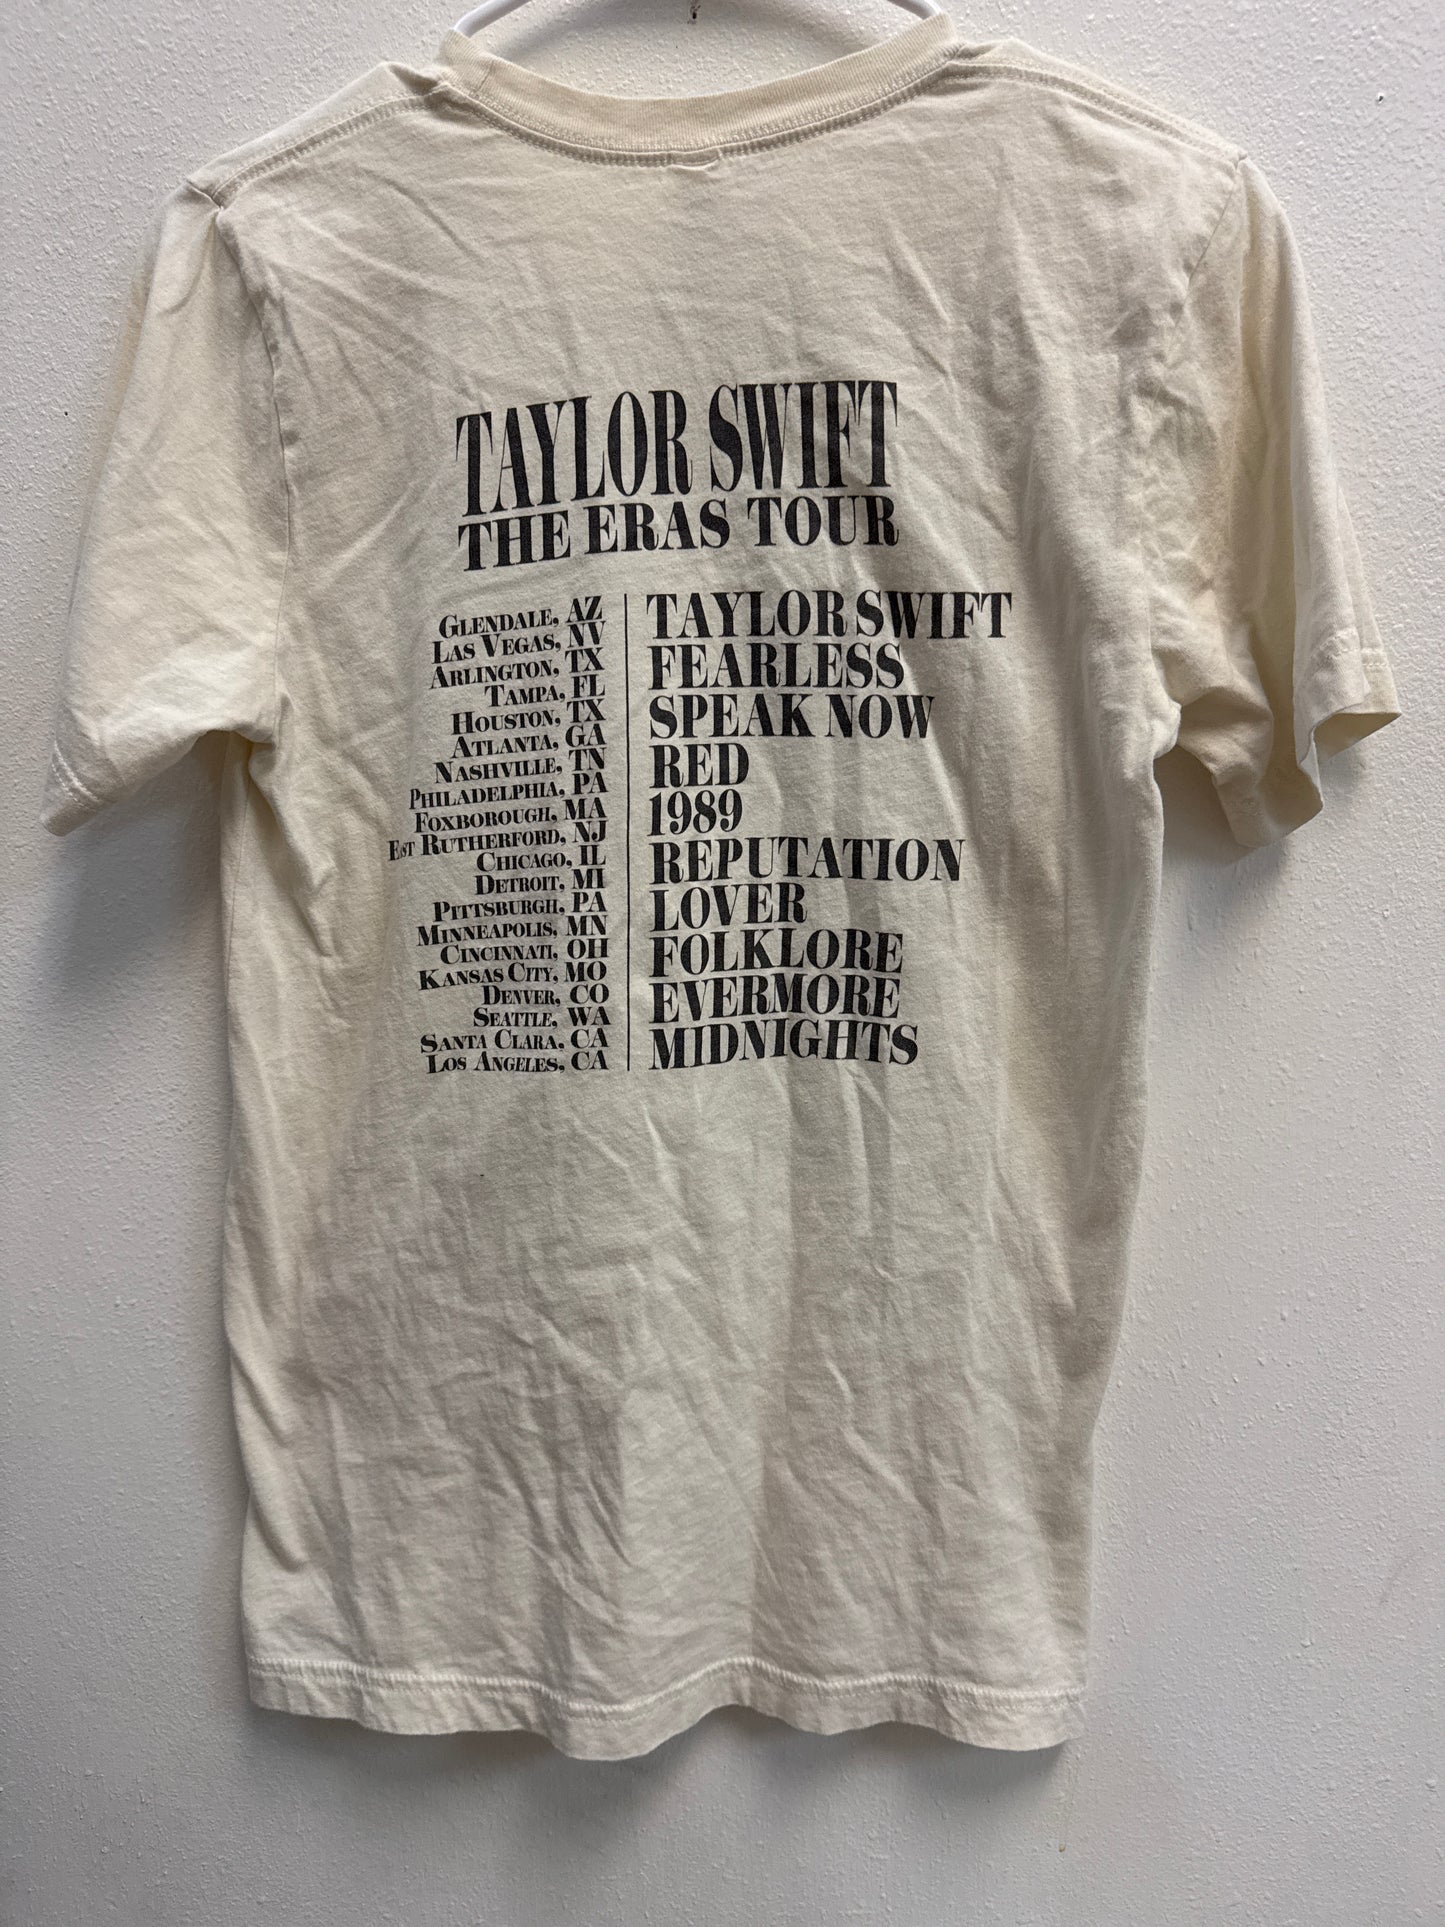 TAYLOR SWIFT
THE ERAS TOUR
GLENDALE, AZ
LAS VEGAS, NV
ARLINGTON, TX
TAMPA, FL
HOUSTON, TX
ATLANTA, GA
NASHVILLE, TN
PHILADELPHIA, PA
FOXBOROUGH, MA
EAST RUTHERFORD, NJ
CHICAGO, IL
DETROIT, MI
PITTSBURGH, PA
MINNEAPOLIS, MN
CINCINNATI, OH
KANSAS CITY, MO
DENVER, CO
SEATTLE, WA
SANTA CLARA, CA
LOS ANGELES, CA
TAYLOR SWIFT
FEARLESS
SPEAK NOW
RED
1989
REPUTATION
LOVER
FOLKLORE
EVERMORE
MIDNIGHTS